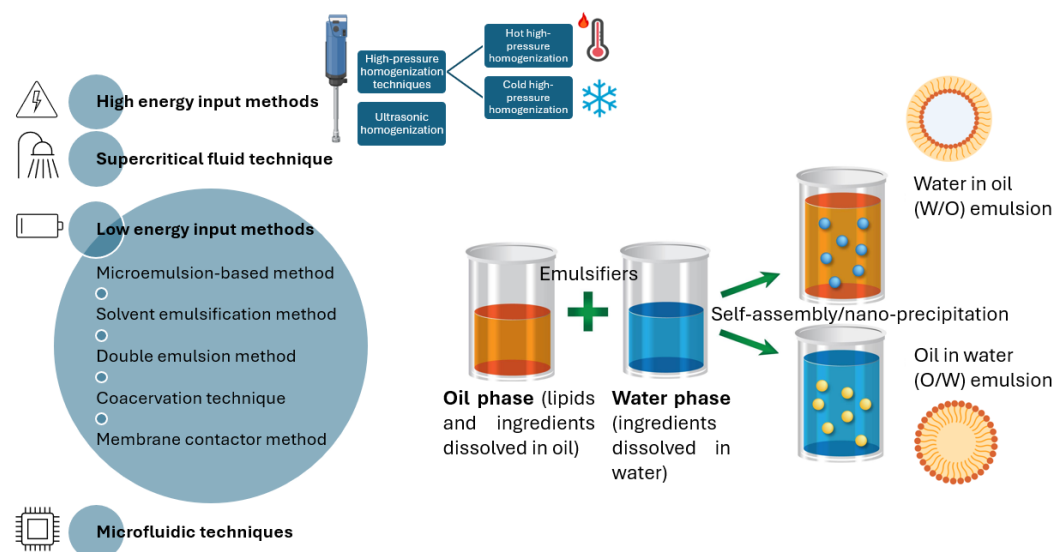 High energy input methods
Supercritical fluid technique
Low energy input methods
Microemulsion-based method
Solvent emulsification method
Double emulsion method
Coacervation technique
Membrane contactor method
Microfluidic techniques
High-pressure
homogenization
techniques
Ultrasonic
homogenization
Hot high-
pressure
homogenization
Cold high-
pressure
homogenization
Emulsifiers
Oil phase (lipids
and ingredients
dissolved in oil)
Water phase
(ingredients
dissolved in
water)
Self-assembly/nano-precipitation
Water in oil
(W/O) emulsion
Oil in water
(O/W) emulsion